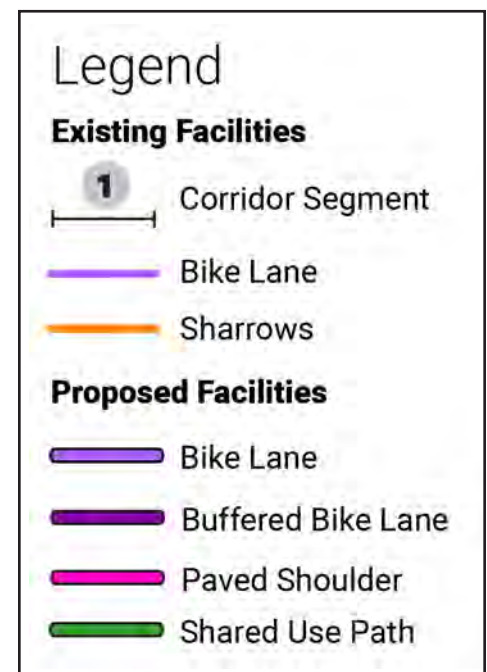 Legend
Existing Facilities
1
Corridor Segment
Bike Lane
Sharrows
Proposed Facilities
Bike Lane
Buffered Bike Lane
Paved Shoulder
Shared Use Path